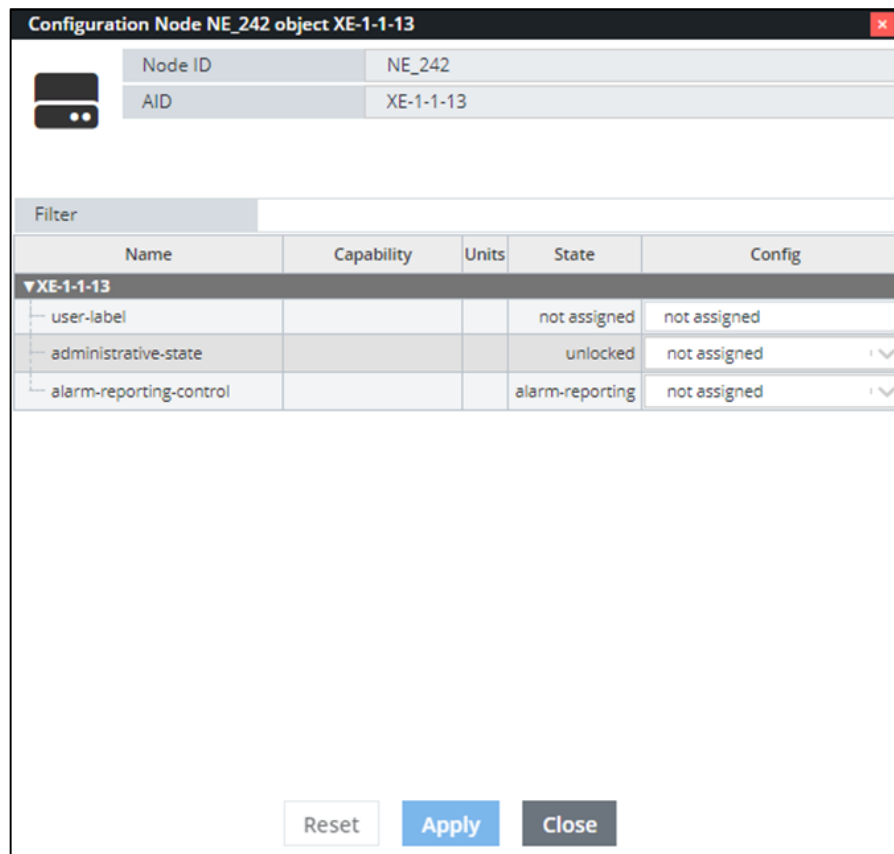 Configuration Node NE_242 object XE-1-1-13 ×
Node ID NE_242
AID XE-1-1-13
Filter
Name Capability Units State Config
▼XE-1-1-13
user-label not assigned not assigned
administrative-state unlocked not assigned
alarm-reporting-control alarm-reporting not assigned
Reset Apply Close